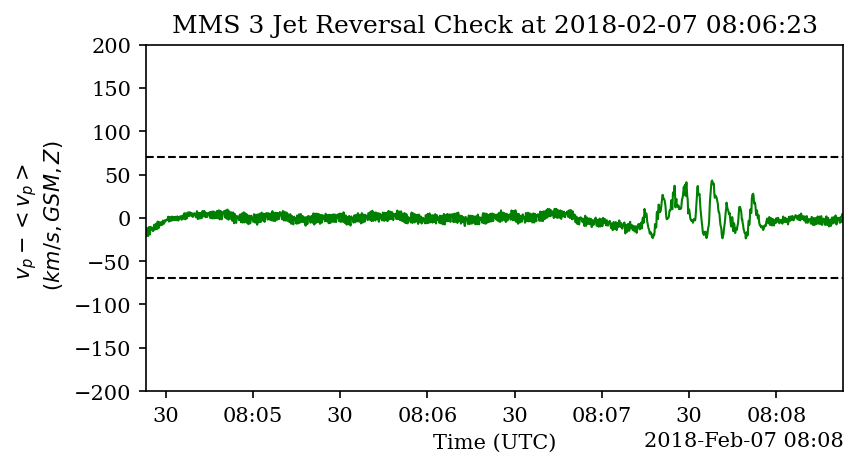 MMS 3 Jet Reversal Check at 2018-02-07 08:06:23
200
150
100
50
0
−50
−100
−150
−200
v_p − < v_p >
(km/s, GSM, Z)
30 08:05 30 08:06 30 08:07 30 08:08
Time (UTC)
2018-Feb-07 08:08